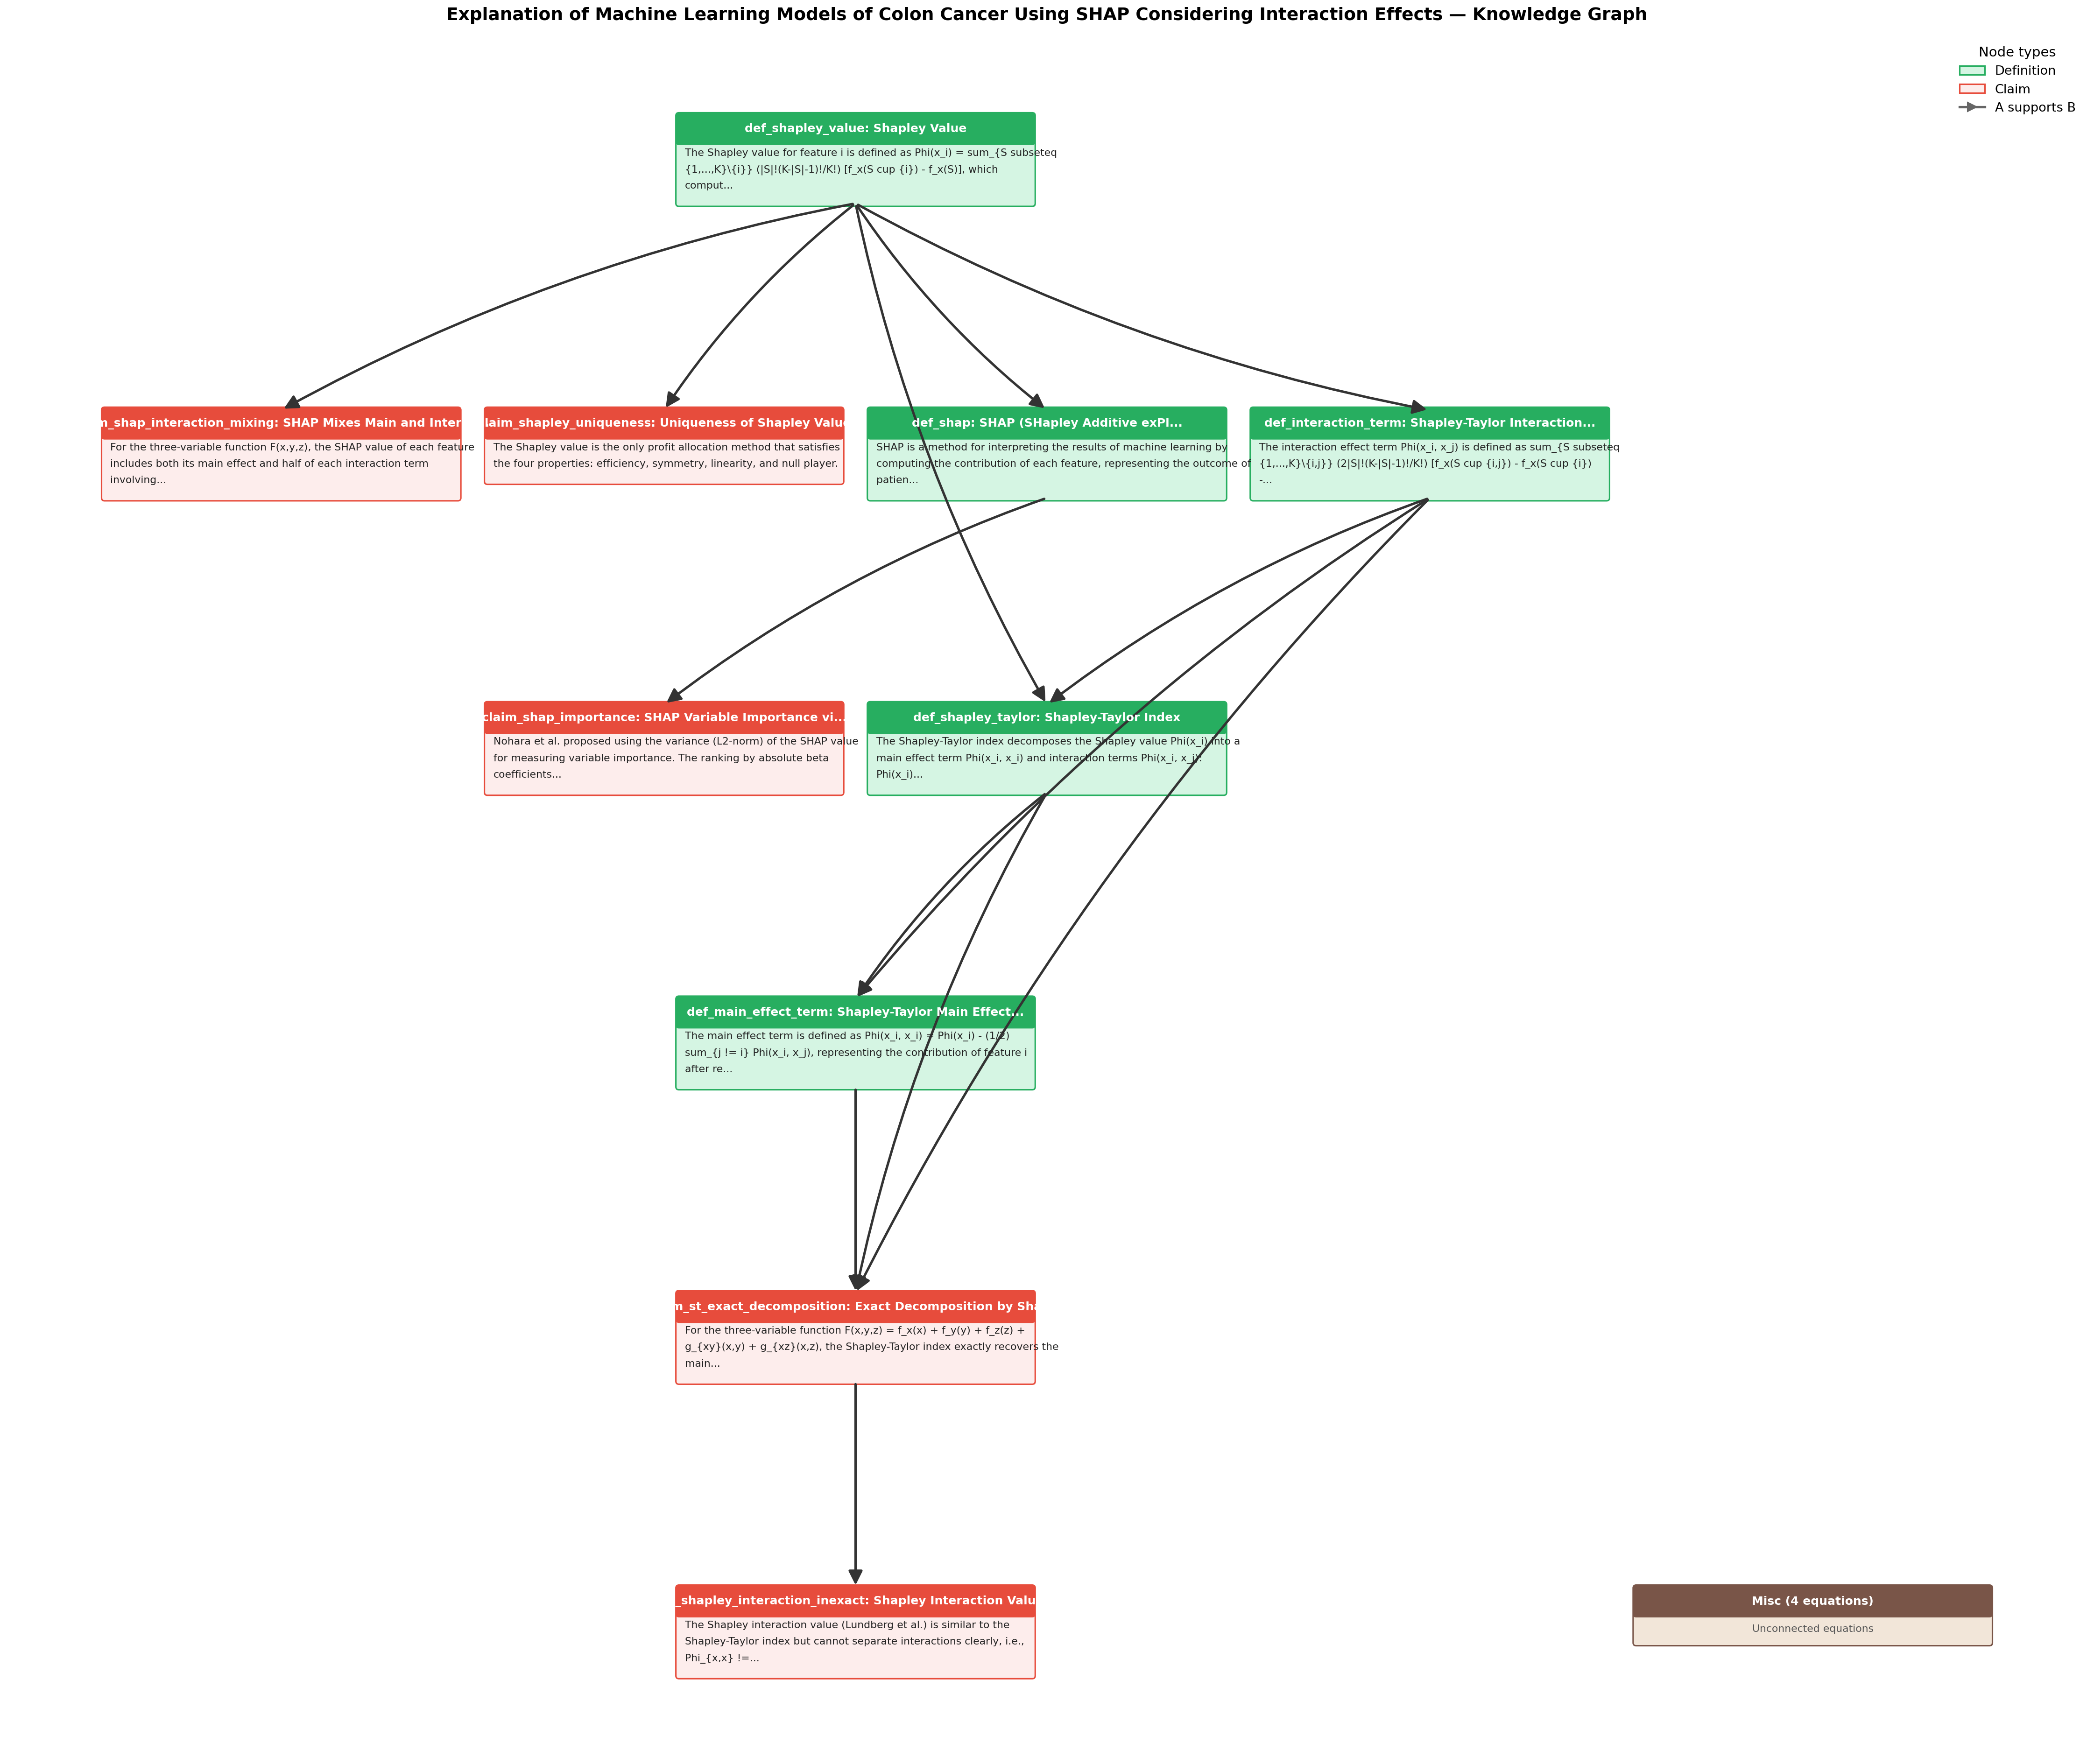 Explanation of Machine Learning Models of Colon Cancer Using SHAP Considering Interaction Effects — Knowledge Graph
Node types
Definition
Claim
A supports B
def_shapley_value: Shapley Value
The Shapley value for feature i is defined as Phi(x_i) = sum_{S subseteq
{1,...,K}\{i}} (|S|!(K-|S|-1)!/K!) [f_x(S cup {i}) - f_x(S)], which
comput...
m_shap_interaction_mixing: SHAP Mixes Main and Inter
For the three-variable function F(x,y,z), the SHAP value of each feature
includes both its main effect and half of each interaction term
involving...
laim_shapley_uniqueness: Uniqueness of Shapley Value
The Shapley value is the only profit allocation method that satisfies
the four properties: efficiency, symmetry, linearity, and null player.
def_shap: SHAP (SHapley Additive exPl...
SHAP is a method for interpreting the results of machine learning by
computing the contribution of each feature, representing the outcome of
patien...
def_interaction_term: Shapley-Taylor Interaction...
The interaction effect term Phi(x_i, x_j) is defined as sum_{S subseteq
{1,...,K}\{i,j}} (2|S|!(K-|S|-1)!/K!) [f_x(S cup {i,j}) - f_x(S cup {i})
-...
claim_shap_importance: SHAP Variable Importance vi...
Nohara et al. proposed using the variance (L2-norm) of the SHAP value
for measuring variable importance. The ranking by absolute beta
coefficients...
def_shapley_taylor: Shapley-Taylor Index
The Shapley-Taylor index decomposes the Shapley value Phi(x_i) into a
main effect term Phi(x_i, x_i) and interaction terms Phi(x_i, x_j):
Phi(x_i)...
def_main_effect_term: Shapley-Taylor Main Effect...
The main effect term is defined as Phi(x_i, x_i) = Phi(x_i) - (1/2)
sum_{j != i} Phi(x_i, x_j), representing the contribution of feature i
after re...
m_st_exact_decomposition: Exact Decomposition by Sha
For the three-variable function F(x,y,z) = f_x(x) + f_y(y) + f_z(z) +
g_{xy}(x,y) + g_{xz}(x,z), the Shapley-Taylor index exactly recovers the
main...
_shapley_interaction_inexact: Shapley Interaction Valu
The Shapley interaction value (Lundberg et al.) is similar to the
Shapley-Taylor index but cannot separate interactions clearly, i.e.,
Phi_{x,x} !=...
Misc (4 equations)
Unconnected equations